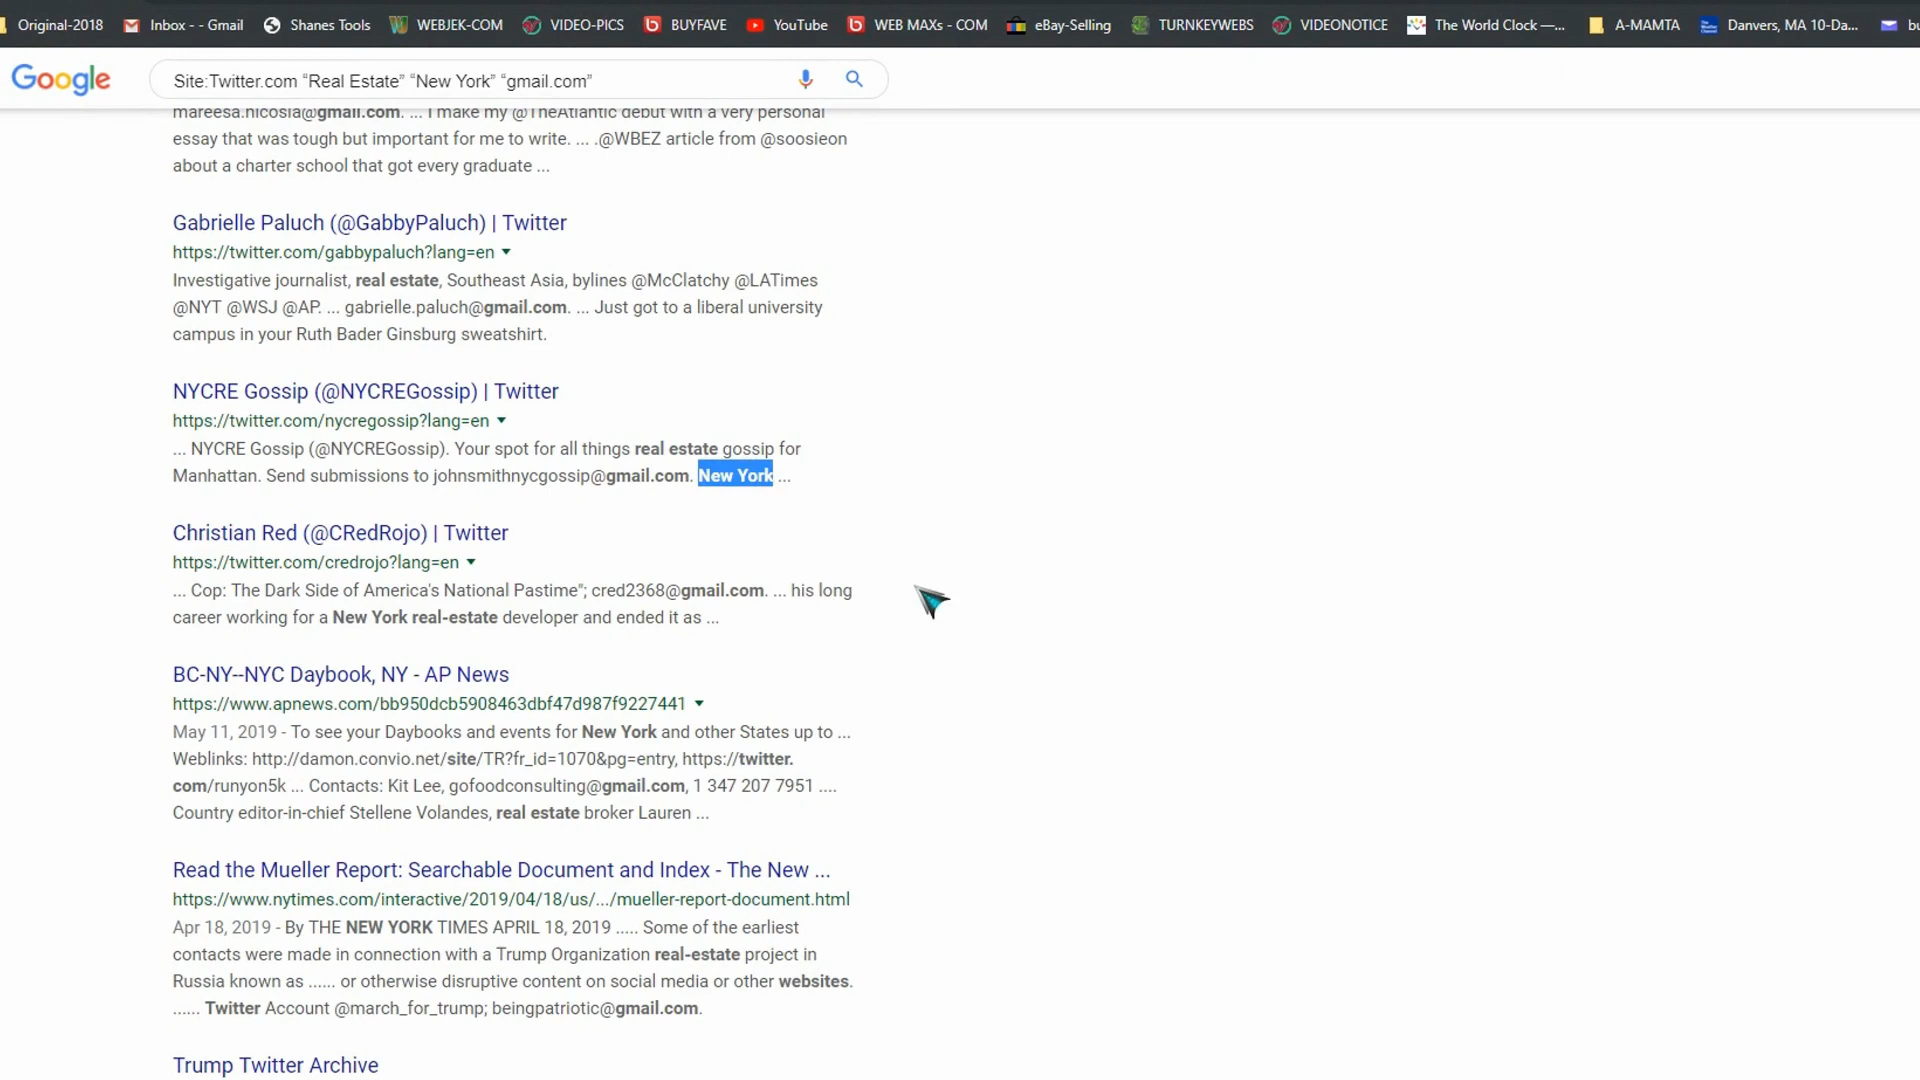 Original-2018 Inbox - - Gmail Shanes Tools WEBJEK-COM VIDEO-PICS BUYFAVE YouTube WEB MAXs - COM eBay-Selling TURNKEYWEBS VIDEONOTICE The World Clock —... A-MAMTA Danvers, MA 10-Da... bu
Google Site:Twitter.com “Real Estate” “New York” “gmail.com”
mareesa.nicosia@gmail.com. ... I make my @TheAtlantic debut with a very personal
essay that was tough but important for me to write. ... .@WBEZ article from @soosieon
about a charter school that got every graduate ...
Gabrielle Paluch (@GabbyPaluch) | Twitter
https://twitter.com/gabbypaluch?lang=en
Investigative journalist, real estate, Southeast Asia, bylines @McClatchy @LATimes
@NYT @WSJ @AP. ... gabrielle.paluch@gmail.com. ... Just got to a liberal university
campus in your Ruth Bader Ginsburg sweatshirt.
NYCRE Gossip (@NYCREGossip) | Twitter
https://twitter.com/nycregossip?lang=en
... NYCRE Gossip (@NYCREGossip). Your spot for all things real estate gossip for
Manhattan. Send submissions to johnsmithnycgossip@gmail.com. New York ...
Christian Red (@CRedRojo) | Twitter
https://twitter.com/credrojo?lang=en
... Cop: The Dark Side of America's National Pastime"; cred2368@gmail.com. ... his long
career working for a New York real-estate developer and ended it as ...
BC-NY--NYC Daybook, NY - AP News
https://www.apnews.com/bb950dcb5908463dbf47d987f9227441
May 11, 2019 - To see your Daybooks and events for New York and other States up to ...
Weblinks: http://damon.convio.net/site/TR?fr_id=1070&pg=entry, https://twitter.
com/runyon5k ... Contacts: Kit Lee, gofoodconsulting@gmail.com, 1 347 207 7951 ....
Country editor-in-chief Stellene Volandes, real estate broker Lauren ...
Read the Mueller Report: Searchable Document and Index - The New ...
https://www.nytimes.com/interactive/2019/04/18/us/.../mueller-report-document.html
Apr 18, 2019 - By THE NEW YORK TIMES APRIL 18, 2019 ..... Some of the earliest
contacts were made in connection with a Trump Organization real-estate project in
Russia known as ...... or otherwise disruptive content on social media or other websites.
...... Twitter Account @march_for_trump; beingpatriotic@gmail.com.
Trump Twitter Archive